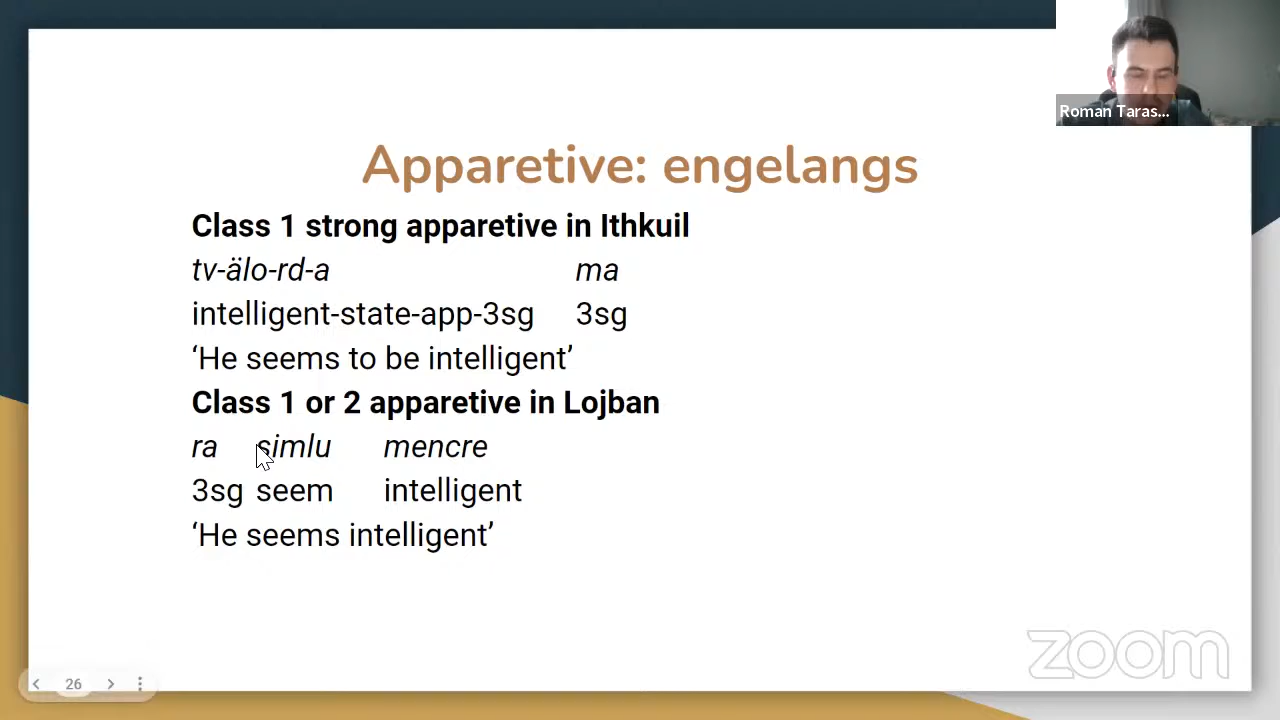 Roman Taras...
Apparetive: engelangs
Class 1 strong apparetive in Ithkuil
tv-älo-rd-a ma
intelligent-state-app-3sg 3sg
‘He seems to be intelligent’
Class 1 or 2 apparetive in Lojban
ra simlu mencre
3sg seem intelligent
‘He seems intelligent’
zoom
26